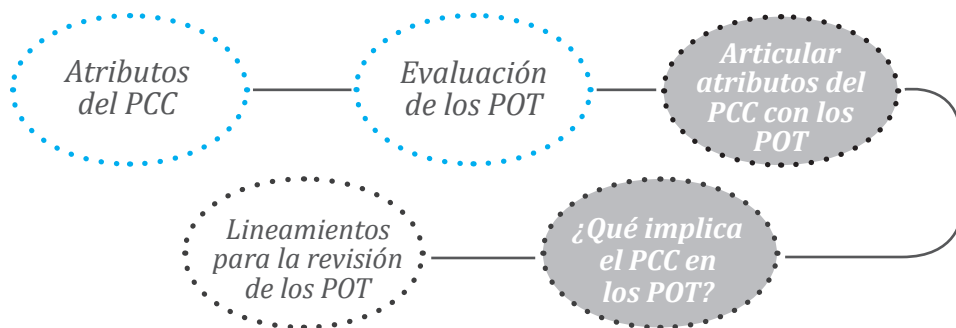 Atributos
del PCC
Evaluación
de los POT
Articular
atributos del
PCC con los
POT
¿Qué implica
el PCC en
los POT?
Lineamientos
para la revisión
de los POT